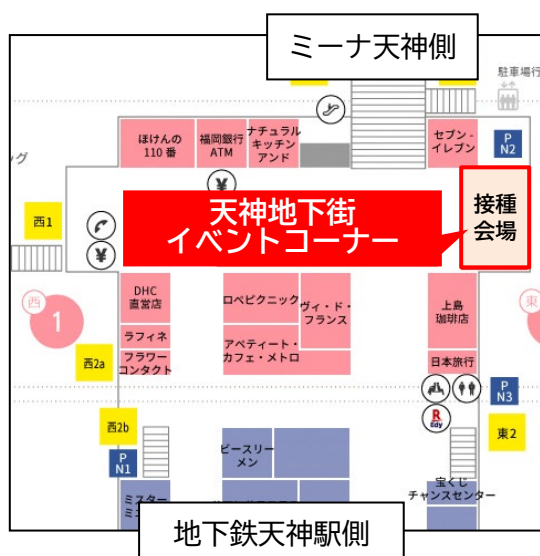 ミーナ天神側
駐車場行
ほけんの
110 番
福岡銀行
ATM
ナチュラル
キッチン
アンド
セブン -
イレブン
P
N2
グ
¥
西1
¥
天神地下街
イベントコーナー
接種
会場
西
1
東
DHC
直営店
ロペピクニック
ヴィ・ド・
フランス
上島
珈琲店
ラフィネ
フラワー
コンタクト
アペティート・
カフェ・メトロ
日本旅行
西2a
P
N3
R
Edy
西2b
東2
P
N1
ビースリー
メン
ミスター
宝くじ
チャンスセンター
地下鉄天神駅側